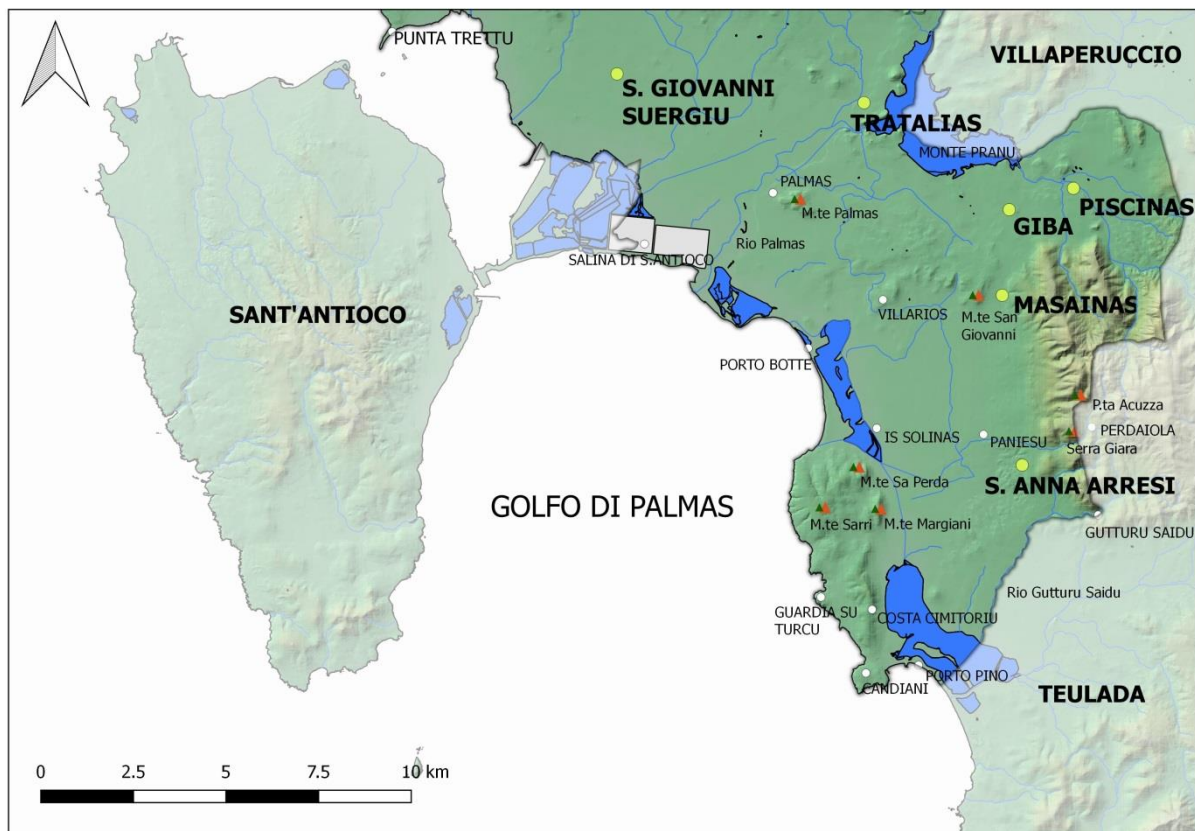 PUNTA TRETTU
VILLAPERUCCIO
S. GIOVANNI
SUERGIU
TRATALIAS
MONTE PRANU
PALMAS
M.te Palmas
PISCINAS
GIBA
Rio Palmas
SALINA DI S.ANTIOCO
SANT'ANTIOCO
VILLARIOS
M.te San
Giovanni
MASAINAS
PORTO BOTTE
P.ta Acuzza
IS SOLINAS
PANIESU
PERDAIOLA
Serra Giara
M.te Sa Perda
S. ANNA ARRESI
GOLFO DI PALMAS
M.te Sarri
M.te Margiani
GUTTURU SAIDU
Rio Gutturu Saidu
GUARDIA SU
TURCU
COSTA CIMITORIU
CANDIANI
PORTO PINO
TEULADA
0 2.5 5 7.5 10 km